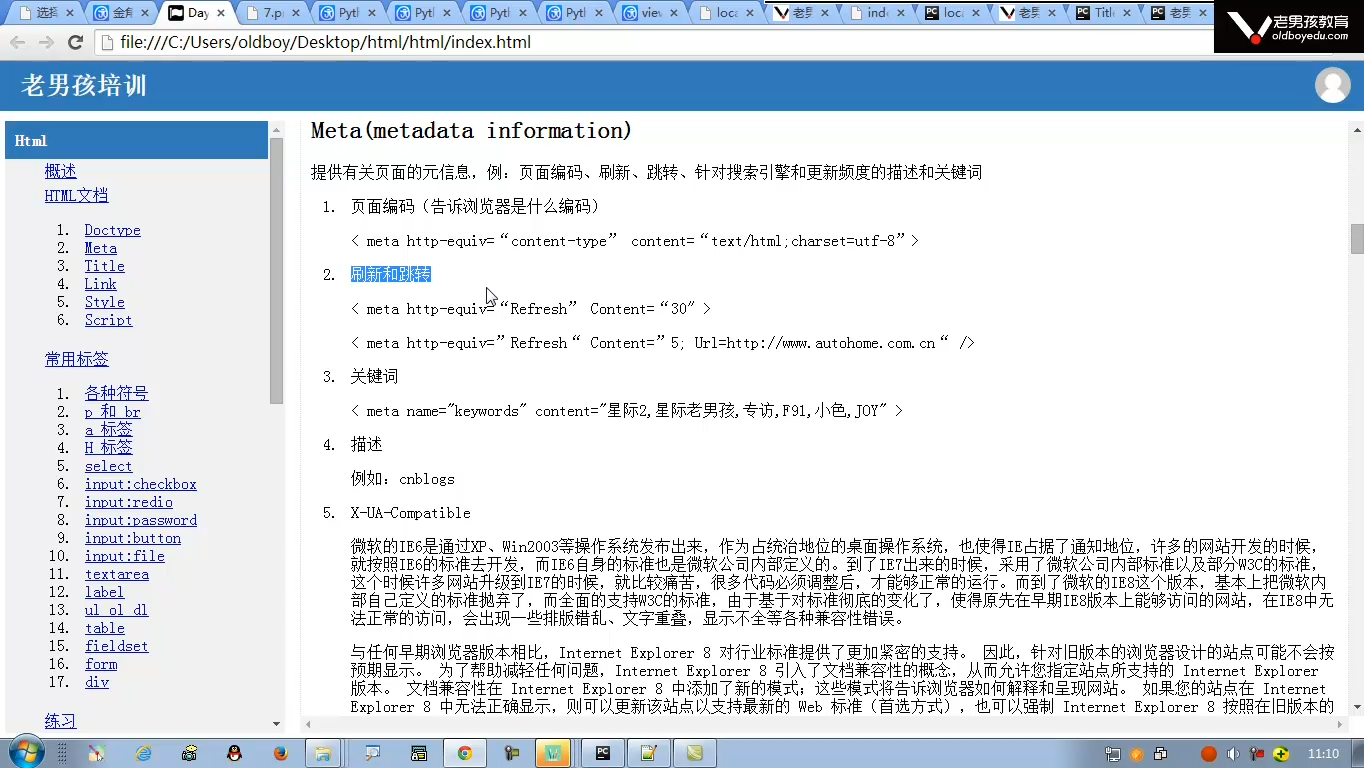 选择
金角
Day
7.p
Pyth
Pyth
Pyth
Pyth
view
loca
老男
inde
loca
老男
Title
老男
老男孩教育
oldboyedu.com
file:///C:/Users/oldboy/Desktop/html/html/index.html
老男孩培训
Html
概述
HTML文档
1. Doctype
2. Meta
3. Title
4. Link
5. Style
6. Script
常用标签
1. 各种符号
2. p 和 br
3. a 标签
4. H 标签
5. select
6. input:checkbox
7. input:redio
8. input:password
9. input:button
10. input:file
11. textarea
12. label
13. ul ol dl
14. table
15. fieldset
16. form
17. div
练习
Meta(metadata information)
提供有关页面的元信息，例：页面编码、刷新、跳转、针对搜索引擎和更新频度的描述和关键词
1. 页面编码（告诉浏览器是什么编码）
< meta http-equiv=“content-type” content=“text/html;charset=utf-8”>
2. 刷新和跳转
< meta http-equiv=“Refresh” Content=“30″ >
< meta http-equiv=”Refresh“ Content=”5; Url=http://www.autohome.com.cn“ />
3. 关键词
< meta name="keywords" content="星际2,星际老男孩,专访,F91,小色,JOY" >
4. 描述
例如：cnblogs
5. X-UA-Compatible
微软的IE6是通过XP、Win2003等操作系统发布出来，作为占统治地位的桌面操作系统，也使得IE占据了通知地位，许多的网站开发的时候，
就按照IE6的标准去开发，而IE6自身的标准也是微软公司内部定义的。到了IE7出来的时候，采用了微软公司内部标准以及部分W3C的标准，
这个时候许多网站升级到IE7的时候，就比较痛苦，很多代码必须调整后，才能够正常的运行。而到了微软的IE8这个版本，基本上把微软内
部自己定义的标准抛弃了，而全面的支持W3C的标准，由于基于对标准彻底的变化了，使得原先在早期IE8版本上能够访问的网站，在IE8中无
法正常的访问，会出现一些排版错乱、文字重叠，显示不全等各种兼容性错误。
与任何早期浏览器版本相比，Internet Explorer 8 对行业标准提供了更加紧密的支持。 因此，针对旧版本的浏览器设计的站点可能不会按
预期显示。 为了帮助减轻任何问题，Internet Explorer 8 引入了文档兼容性的概念，从而允许您指定站点所支持的 Internet Explorer
版本。 文档兼容性在 Internet Explorer 8 中添加了新的模式；这些模式将告诉浏览器如何解释和呈现网站。 如果您的站点在 Internet
Explorer 8 中无法正确显示，则可以更新该站点以支持最新的 Web 标准（首选方式），也可以强制 Internet Explorer 8 按照在旧版本的
11:10